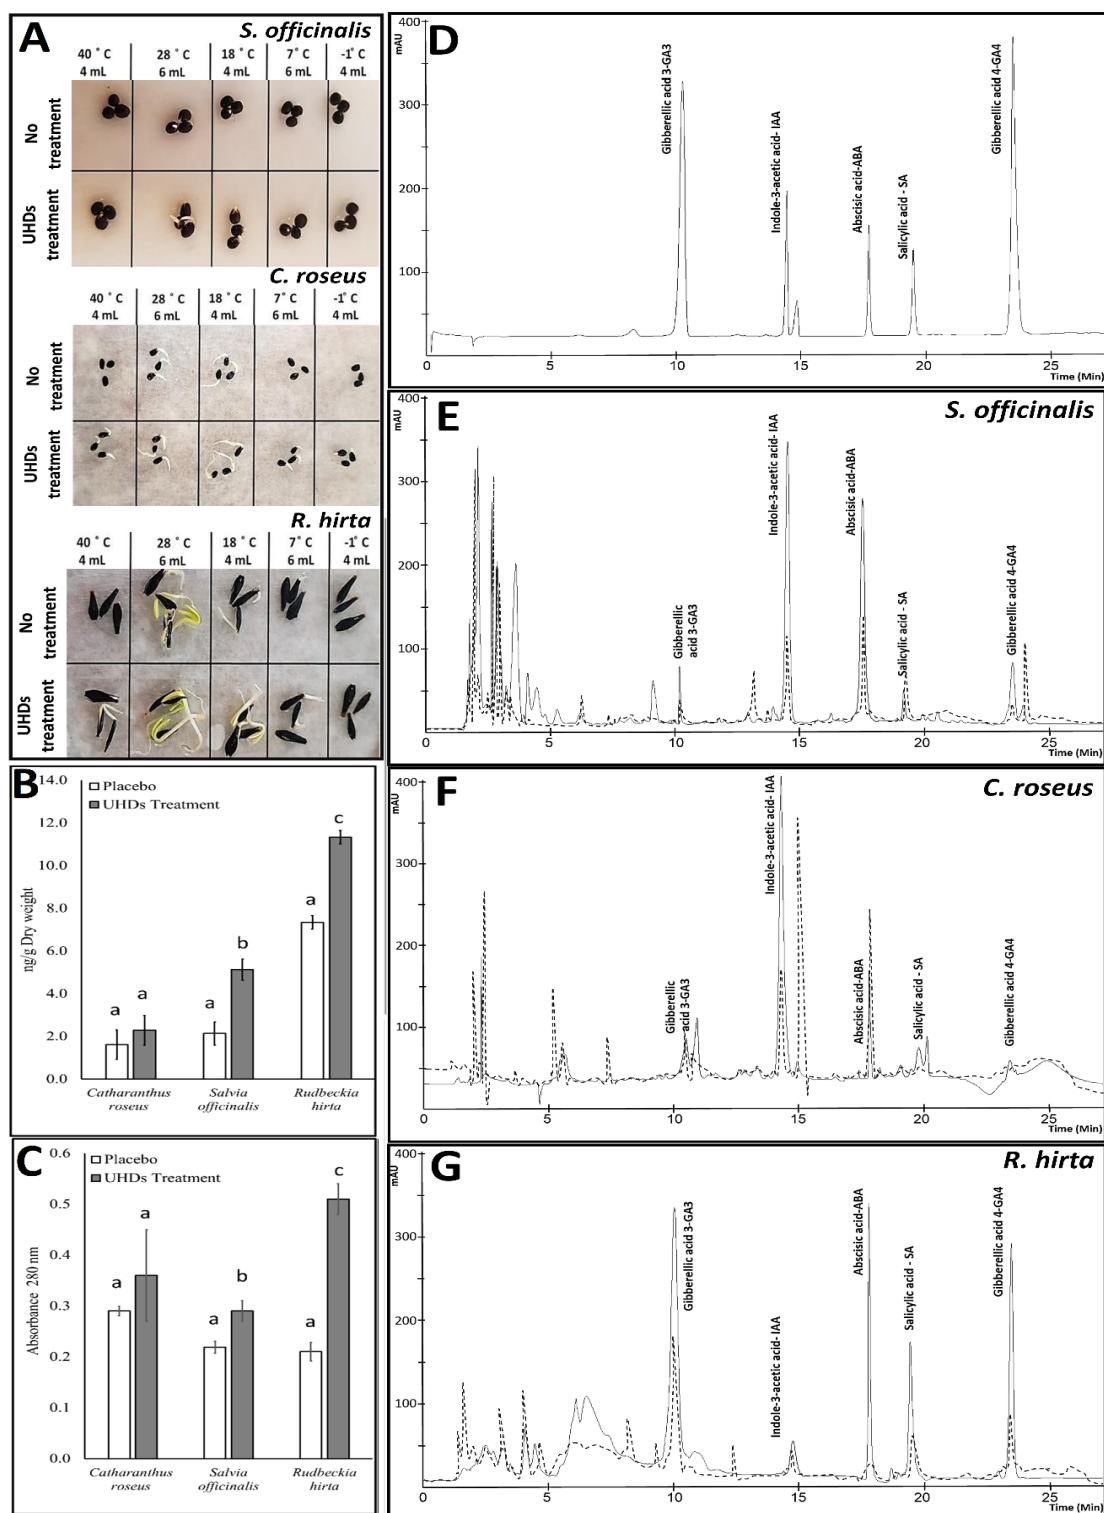 A
S. officinalis
40 ° C 28 ° C 18 ° C 7 ° C -1° C
4 mL 6 mL 4 mL 6 mL 4 mL
No treatment
UHDs treatment
C. roseus
40 ° C 28 ° C 18 ° C 7 ° C -1° C
4 mL 6 mL 4 mL 6 mL 4 mL
No treatment
UHDs treatment
R. hirta
40 ° C 28 ° C 18 ° C 7 ° C -1° C
4 mL 6 mL 4 mL 6 mL 4 mL
No treatment
UHDs treatment
B
14.0
12.0
10.0
8.0
6.0
4.0
2.0
0.0
ng/g Dry weight
Placebo
UHDs Treatment
a a a b a c
Catharanthus roseus
Salvia officinalis
Rudbeckia hirta
C
0.6
0.5
0.4
0.3
0.2
0.1
0.0
Absorbance 280 nm
Placebo
UHDs Treatment
a a a b a c
Catharanthus roseus
Salvia officinalis
Rudbeckia hirta
D
400
mAU
300
200
100
Gibberellic acid 3-GA3
Indole-3-acetic acid- IAA
Abscisic acid-ABA
Salicylic acid - SA
Gibberellic acid 4-GA4
5 10 15 20 25
Time (Min)
E
S. officinalis
400
mAU
300
200
100
Gibberellic acid 3-GA3
Indole-3-acetic acid- IAA
Abscisic acid-ABA
Salicylic acid - SA
Gibberellic acid 4-GA4
0 5 10 15 20 25
Time (Min)
F
C. roseus
400
mAU
300
200
100
Gibberellic acid 3-GA3
Indole-3-acetic acid- IAA
Abscisic acid-ABA
Salicylic acid - SA
Gibberellic acid 4-GA4
0 5 10 15 20 25
Time (Min)
G
R. hirta
400
mAU
300
200
100
Gibberellic acid 3-GA3
Indole-3-acetic acid- IAA
Abscisic acid-ABA
Salicylic acid - SA
Gibberellic acid 4-GA4
0 5 10 15 20 25
Time (Min)